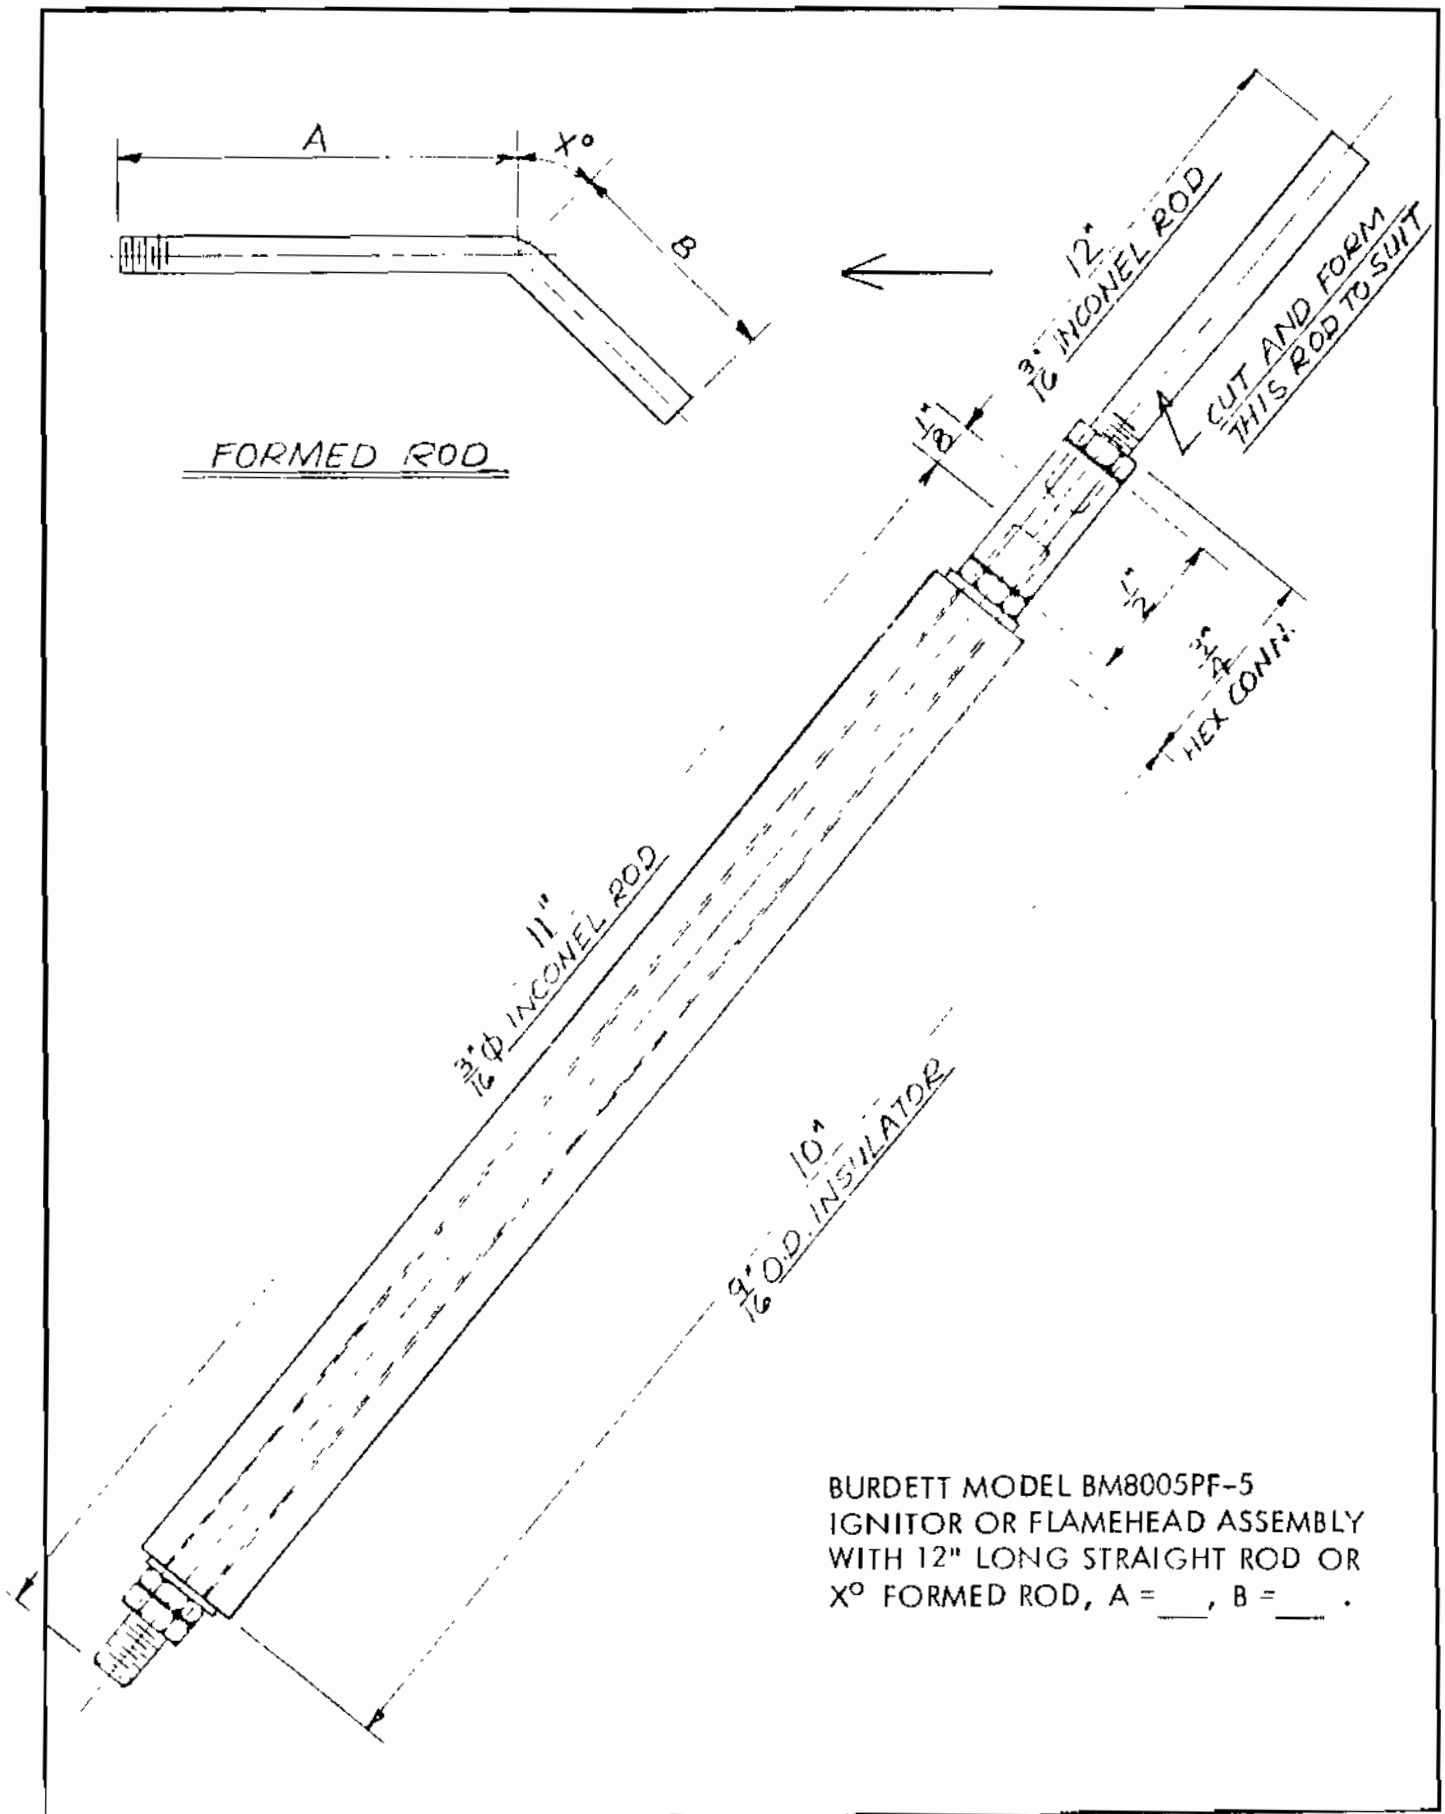 A
X°
B
FORMED ROD
12"
3/16" INCONEL ROD
CUT AND FORM
THIS ROD TO SUIT
1/8"
1/2"
3/4"
HEX CONN.
11"
3/16" Φ INCONEL ROD
10"
9/16" O.D. INSULATOR
BURDETT MODEL BM8005PF-5
IGNITOR OR FLAMEHEAD ASSEMBLY
WITH 12" LONG STRAIGHT ROD OR
X° FORMED ROD, A = ___, B = ___ .